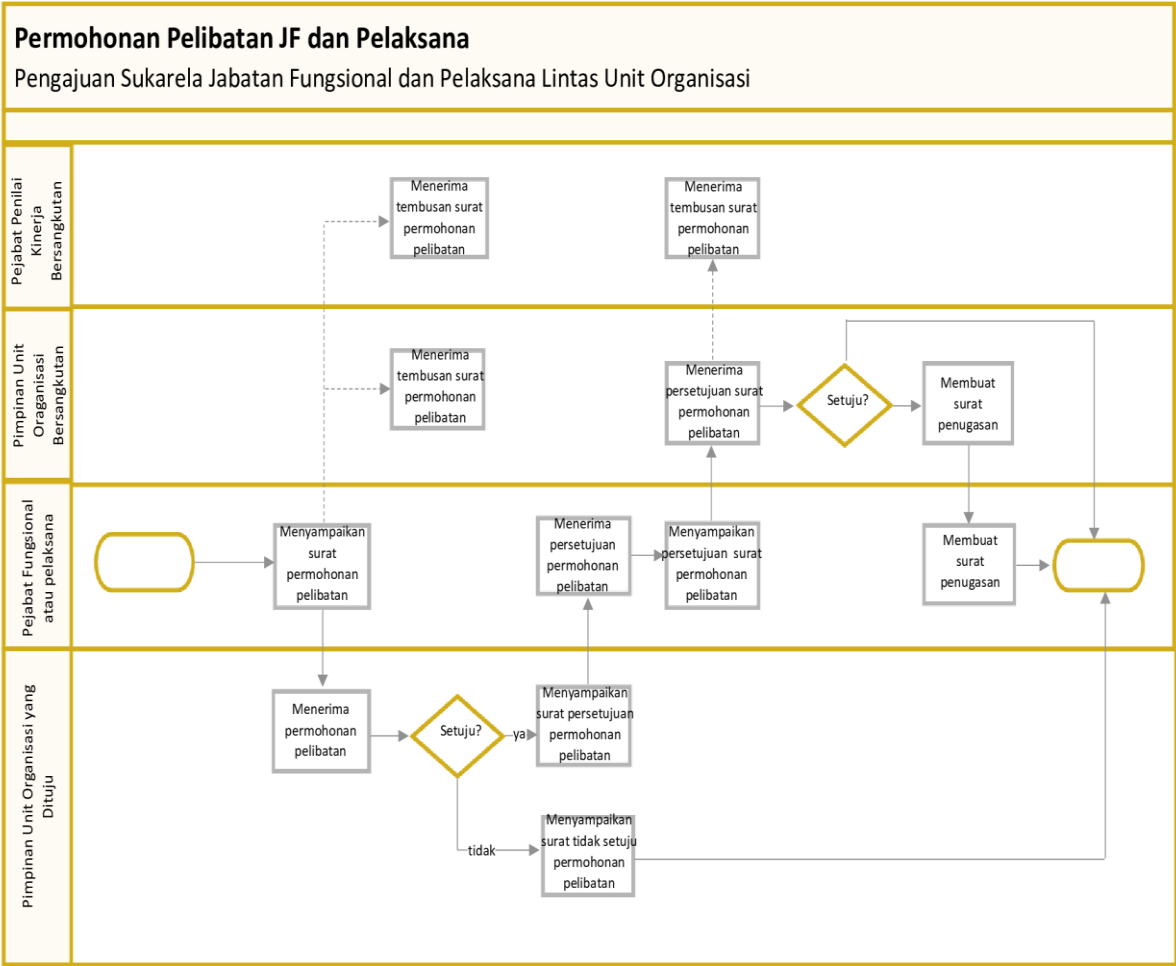 Permohonan Pelibatan JF dan Pelaksana
Pengajuan Sukarela Jabatan Fungsional dan Pelaksana Lintas Unit Organisasi
Pejabat Penilai
Kinerja
Bersangkutan
Menerima
tembusan surat
permohonan
pelibatan
Menerima
tembusan surat
permohonan
pelibatan
Pimpinan Unit
Oraganisasi
Bersangkutan
Menerima
tembusan surat
permohonan
pelibatan
Menerima
persetujuan surat
permohonan
pelibatan
Setuju?
Membuat
surat
penugasan
Pejabat Fungsional
atau pelaksana
Menyampaikan
surat
permohonan
pelibatan
Menerima
persetujuan
permohonan
pelibatan
Menyampaikan
persetujuan surat
permohonan
pelibatan
Membuat
surat
penugasan
Pimpinan Unit Organisasi yang
Dituju
Menerima
permohonan
pelibatan
Setuju?
ya
Menyampaikan
surat persetujuan
permohonan
pelibatan
tidak
Menyampaikan
surat tidak setuju
permohonan
pelibatan